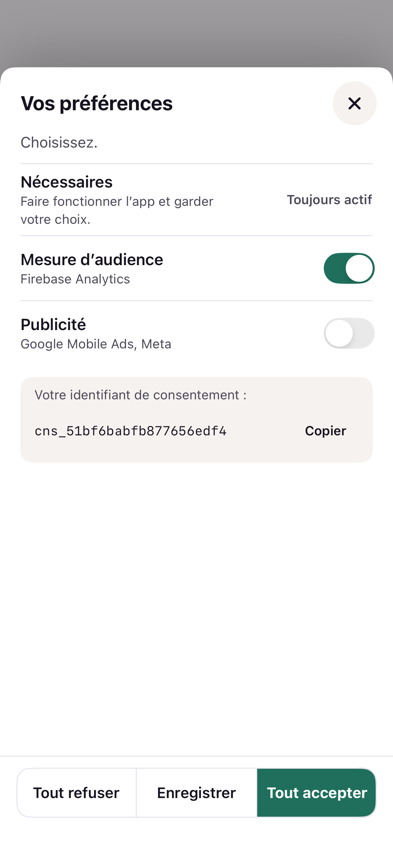 Vos préférences
Choisissez.
Nécessaires
Faire fonctionner l’app et garder
votre choix.
Toujours actif
Mesure d’audience
Firebase Analytics
Publicité
Google Mobile Ads, Meta
Votre identifiant de consentement :
cns_51bf6babfb877656edf4
Copier
Tout refuser
Enregistrer
Tout accepter